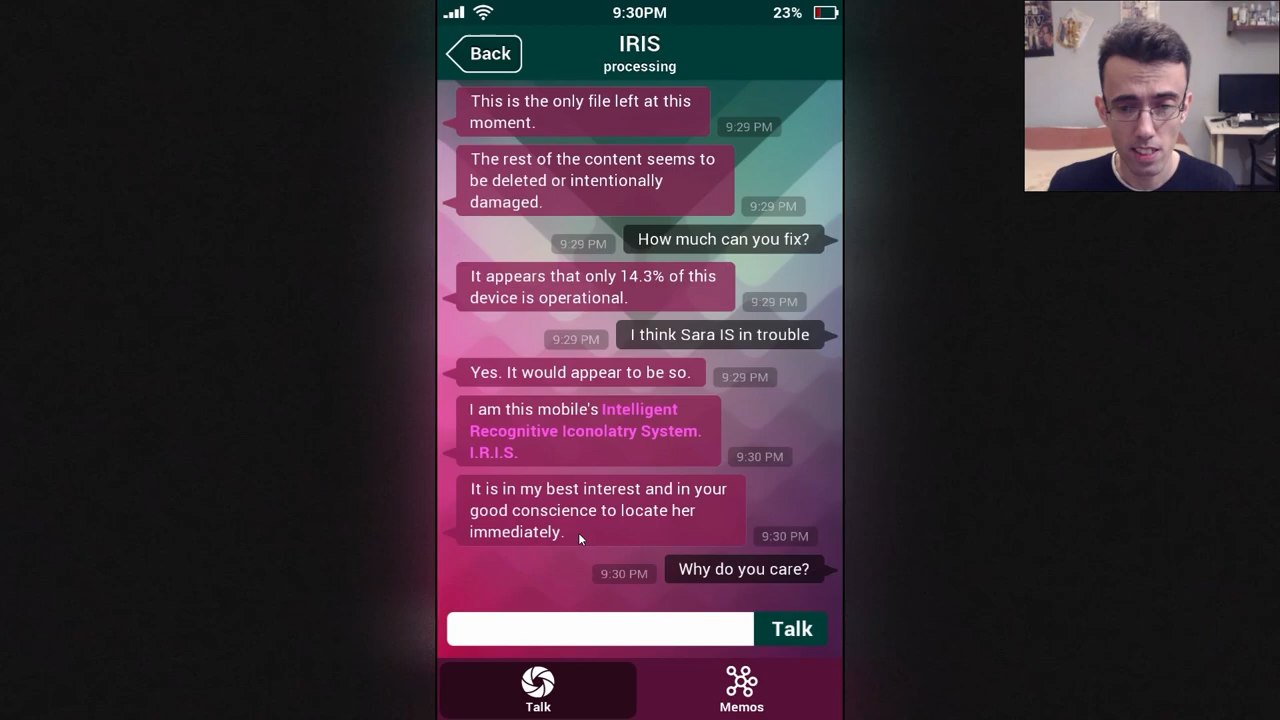 9:30PM
23%
Back
IRIS
processing
This is the only file left at this
moment.
9:29 PM
The rest of the content seems to
be deleted or intentionally
damaged.
9:29 PM
9:29 PM
How much can you fix?
It appears that only 14.3% of this
device is operational.
9:29 PM
9:29 PM
I think Sara IS in trouble
Yes. It would appear to be so.
9:29 PM
I am this mobile's Intelligent
Recognitive Iconolatry System.
I.R.I.S.
9:30 PM
It is in my best interest and in your
good conscience to locate her
immediately.
9:30 PM
9:30 PM
Why do you care?
Talk
Talk
Memos